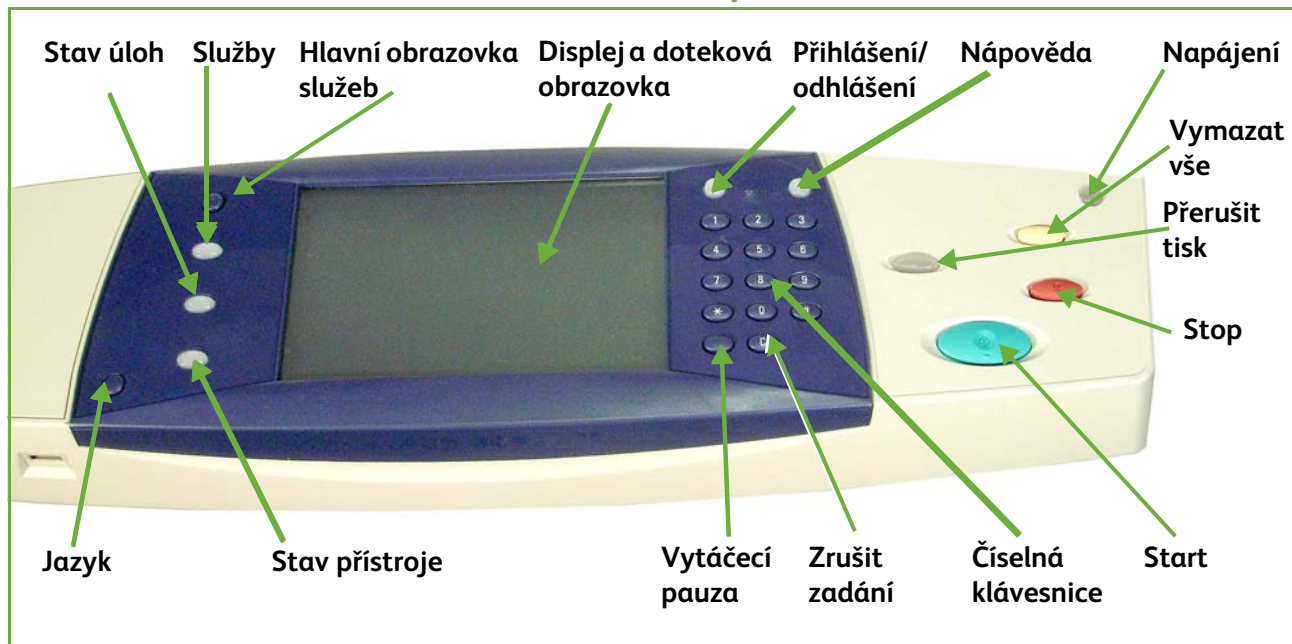 Stav úloh
Služby
Hlavní obrazovka
služeb
Displej a doteková
obrazovka
Přihlášení/
odhlášení
Nápověda
Napájení
Vymazat
vše
Přerušit
tisk
Stop
1 2 3
4 5 6
7 8 9
* 0
C
Jazyk
Stav přístroje
Vytáčecí
pauza
Zrušit
zadání
Číselná
klávesnice
Start